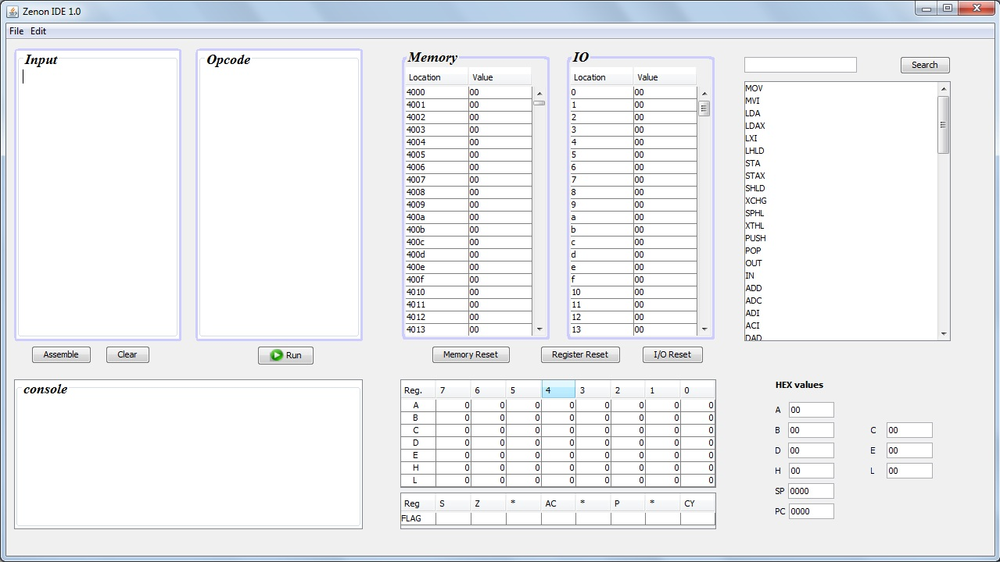 Zenon IDE 1.0
File Edit
Input
Opcode
Memory
Location Value
4000 00
4001 00
4002 00
4003 00
4004 00
4005 00
4006 00
4007 00
4008 00
4009 00
400a 00
400b 00
400c 00
400d 00
400e 00
400f 00
4010 00
4011 00
4012 00
4013 00
IO
Location Value
0 00
1 00
2 00
3 00
4 00
5 00
6 00
7 00
8 00
9 00
a 00
b 00
c 00
d 00
e 00
f 00
10 00
11 00
12 00
13 00
Search
MOV
MVI
LDA
LDAX
LXI
LHLD
STA
STAX
SHLD
XCHG
SPHL
XTHL
PUSH
POP
OUT
IN
ADD
ADC
ADI
ACI
DAD
Assemble Clear Run Memory Reset Register Reset I/O Reset
console
Reg. 7 6 5 4 3 2 1 0
A 0 0 0 0 0 0 0 0
B 0 0 0 0 0 0 0 0
C 0 0 0 0 0 0 0 0
D 0 0 0 0 0 0 0 0
E 0 0 0 0 0 0 0 0
H 0 0 0 0 0 0 0 0
L 0 0 0 0 0 0 0 0
Reg S Z * AC * P * CY
FLAG
HEX values
A 00
B 00 C 00
D 00 E 00
H 00 L 00
SP 0000
PC 0000